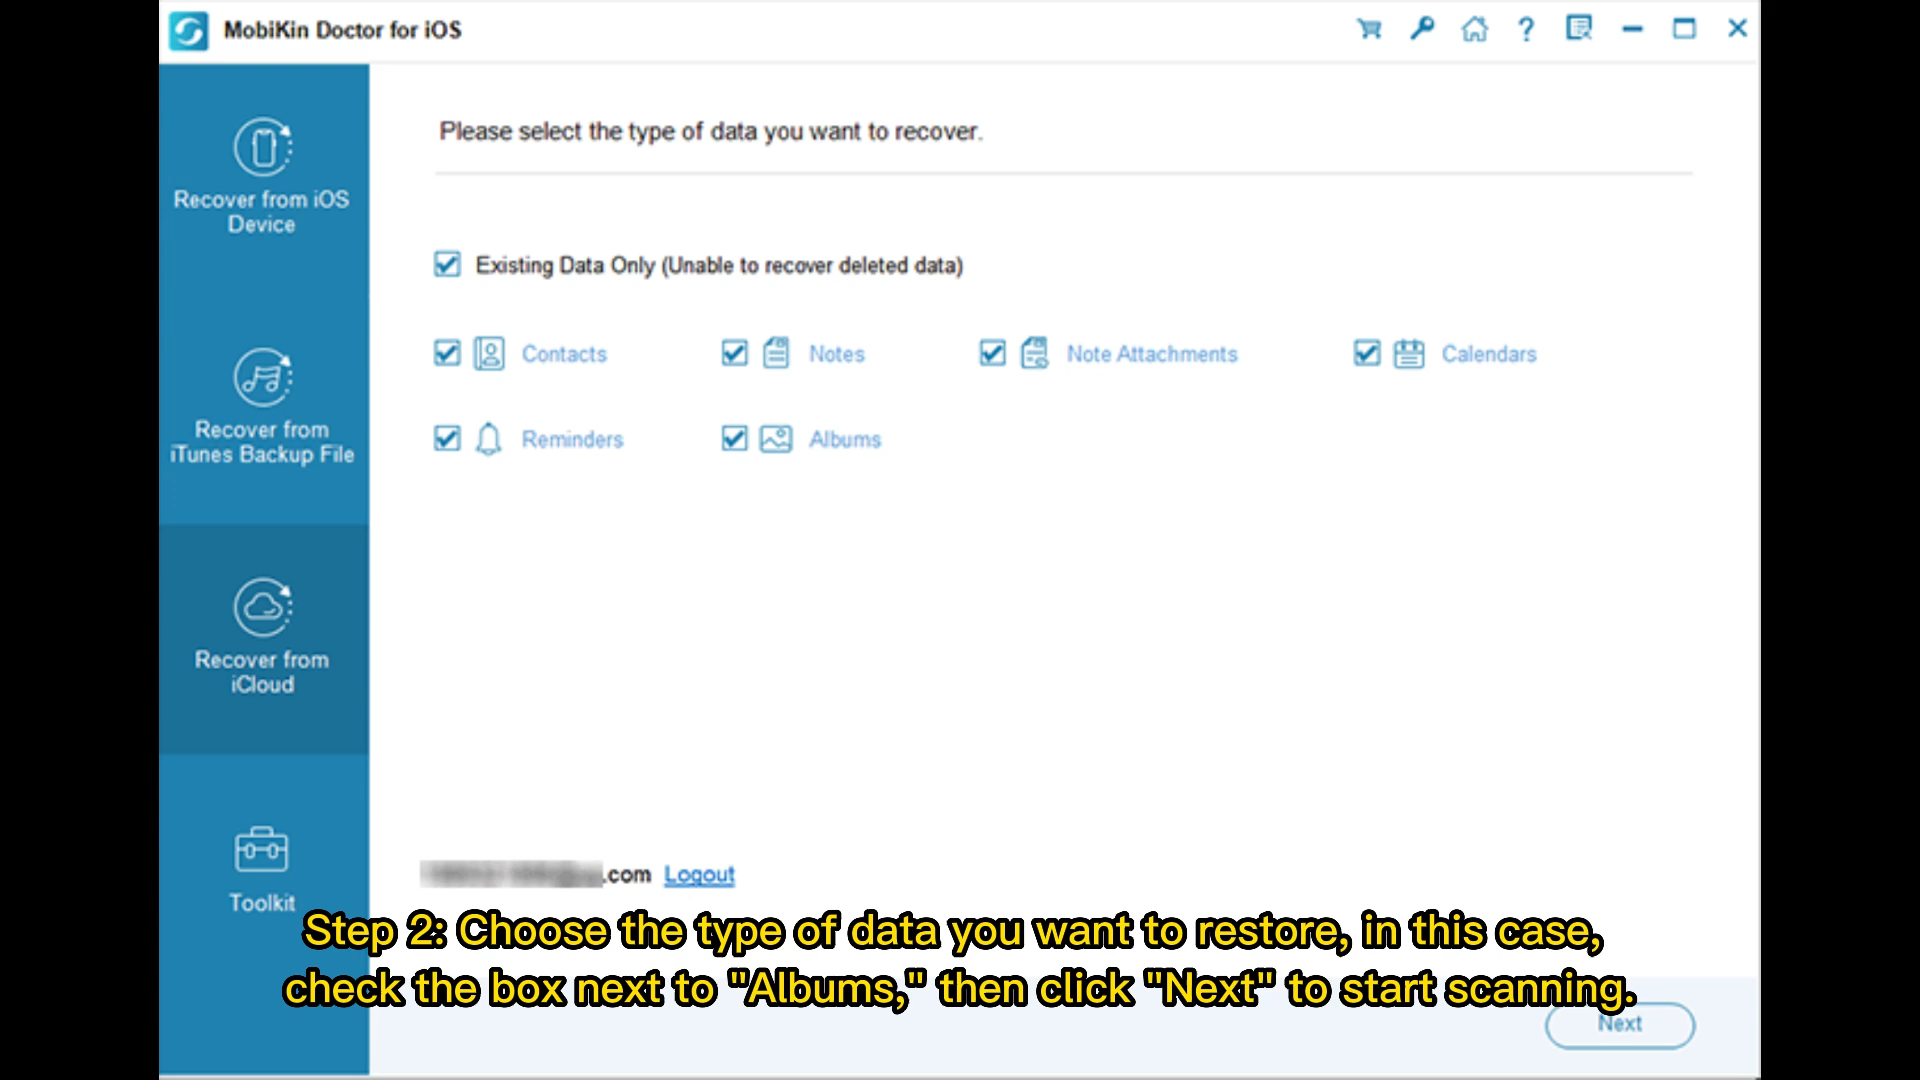 MobiKin Doctor for iOS
Recover from iOS
Device
Recover from
iTunes Backup File
Recover from
iCloud
Toolkit
Please select the type of data you want to recover.
Existing Data Only (Unable to recover deleted data)
Contacts
Notes
Note Attachments
Calendars
Reminders
Albums
.com Logout
Step 2: Choose the type of data you want to restore, in this case,
check the box next to "Albums," then click "Next" to start scanning.
Next